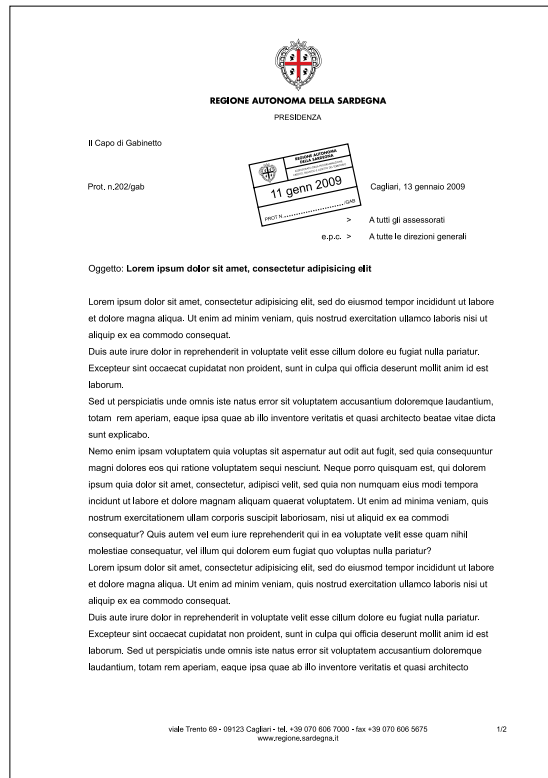 REGIONE AUTONOMA DELLA SARDEGNA
PRESIDENZA
Il Capo di Gabinetto
REGIONE AUTONOMA
DELLA SARDEGNA
11 genn 2009
PROT N. ........................ /GAB
Prot. n.202/gab
Cagliari, 13 gennaio 2009
> A tutti gli assessorati
e.p.c. > A tutte le direzioni generali
Oggetto: Lorem ipsum dolor sit amet, consectetur adipisicing elit
Lorem ipsum dolor sit amet, consectetur adipisicing elit, sed do eiusmod tempor incididunt ut labore
et dolore magna aliqua. Ut enim ad minim veniam, quis nostrud exercitation ullamco laboris nisi ut
aliquip ex ea commodo consequat.
Duis aute irure dolor in reprehenderit in voluptate velit esse cillum dolore eu fugiat nulla pariatur.
Excepteur sint occaecat cupidatat non proident, sunt in culpa qui officia deserunt mollit anim id est
laborum.
Sed ut perspiciatis unde omnis iste natus error sit voluptatem accusantium doloremque laudantium,
totam rem aperiam, eaque ipsa quae ab illo inventore veritatis et quasi architecto beatae vitae dicta
sunt explicabo.
Nemo enim ipsam voluptatem quia voluptas sit aspernatur aut odit aut fugit, sed quia consequuntur
magni dolores eos qui ratione voluptatem sequi nesciunt. Neque porro quisquam est, qui dolorem
ipsum quia dolor sit amet, consectetur, adipisci velit, sed quia non numquam eius modi tempora
incidunt ut labore et dolore magnam aliquam quaerat voluptatem. Ut enim ad minima veniam, quis
nostrum exercitationem ullam corporis suscipit laboriosam, nisi ut aliquid ex ea commodi
consequatur? Quis autem vel eum iure reprehenderit qui in ea voluptate velit esse quam nihil
molestiae consequatur, vel illum qui dolorem eum fugiat quo voluptas nulla pariatur?
Lorem ipsum dolor sit amet, consectetur adipisicing elit, sed do eiusmod tempor incididunt ut labore
et dolore magna aliqua. Ut enim ad minim veniam, quis nostrud exercitation ullamco laboris nisi ut
aliquip ex ea commodo consequat.
Duis aute irure dolor in reprehenderit in voluptate velit esse cillum dolore eu fugiat nulla pariatur.
Excepteur sint occaecat cupidatat non proident, sunt in culpa qui officia deserunt mollit anim id est
laborum. Sed ut perspiciatis unde omnis iste natus error sit voluptatem accusantium doloremque
laudantium, totam rem aperiam, eaque ipsa quae ab illo inventore veritatis et quasi architecto
viale Trento 69 - 09123 Cagliari - tel. +39 070 606 7000 - fax +39 070 606 5675
www.regione.sardegna.it
1/2